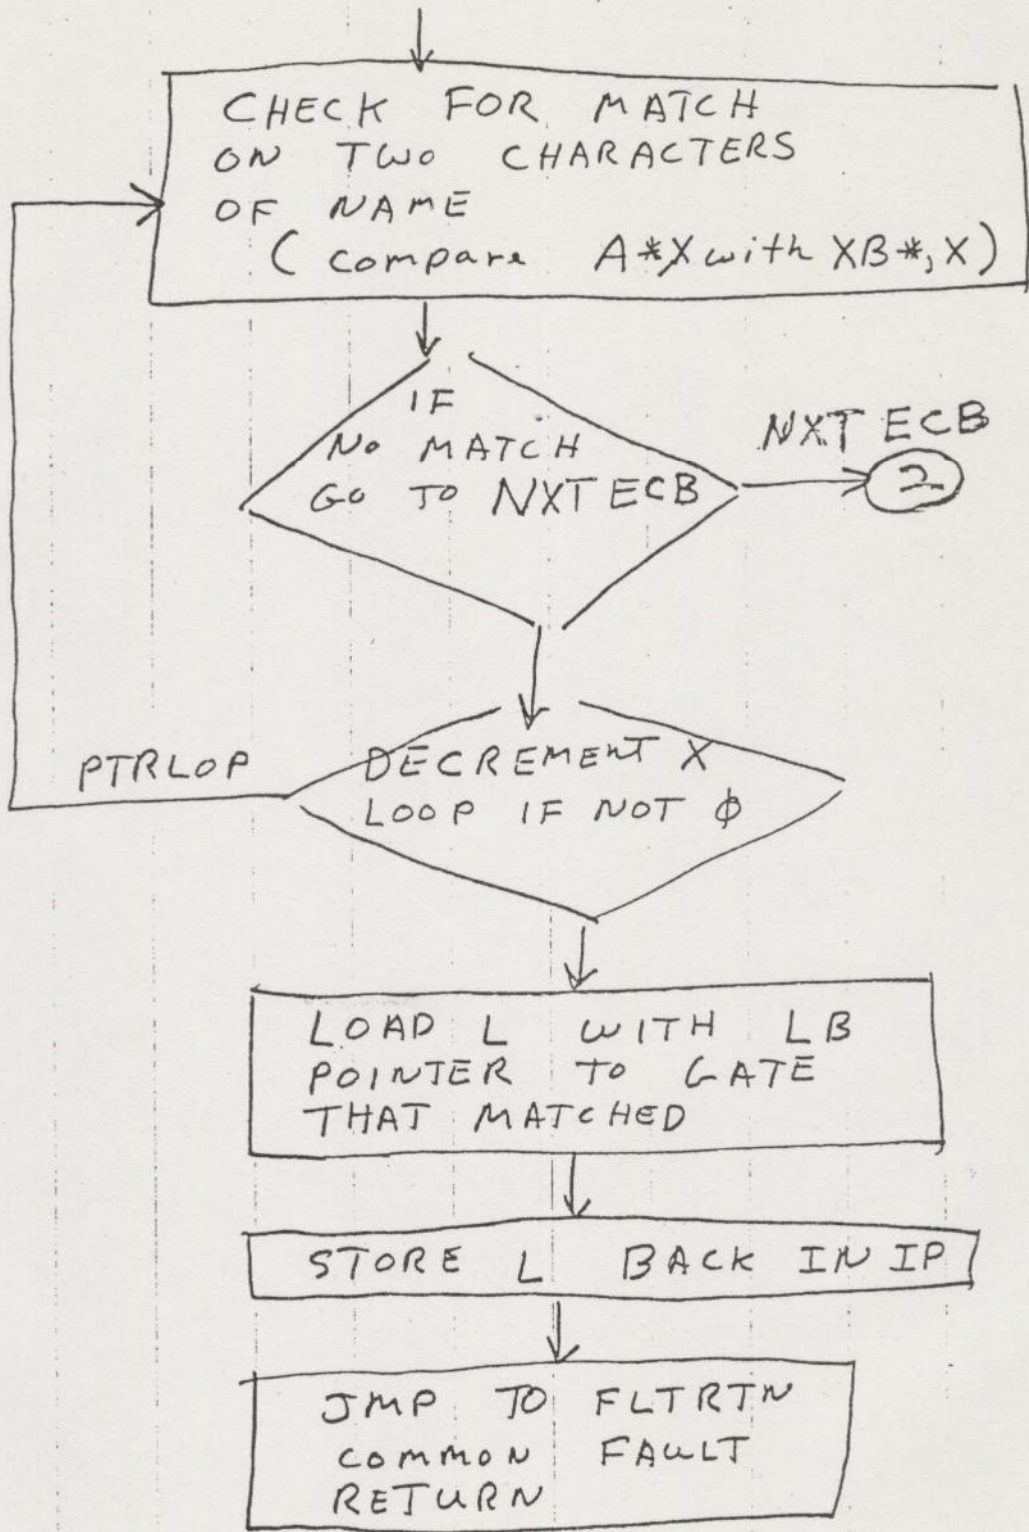 CHECK FOR MATCH
ON TWO CHARACTERS
OF NAME
(compare A*X with XB*,X)
IF
NO MATCH
GO TO NXTECB
NXTECB
2
PTRLOP
DECREMENT X
LOOP IF NOT φ
LOAD L WITH LB
POINTER TO GATE
THAT MATCHED
STORE L BACK IN IP
JMP TO FLTRTN
COMMON FAULT
RETURN